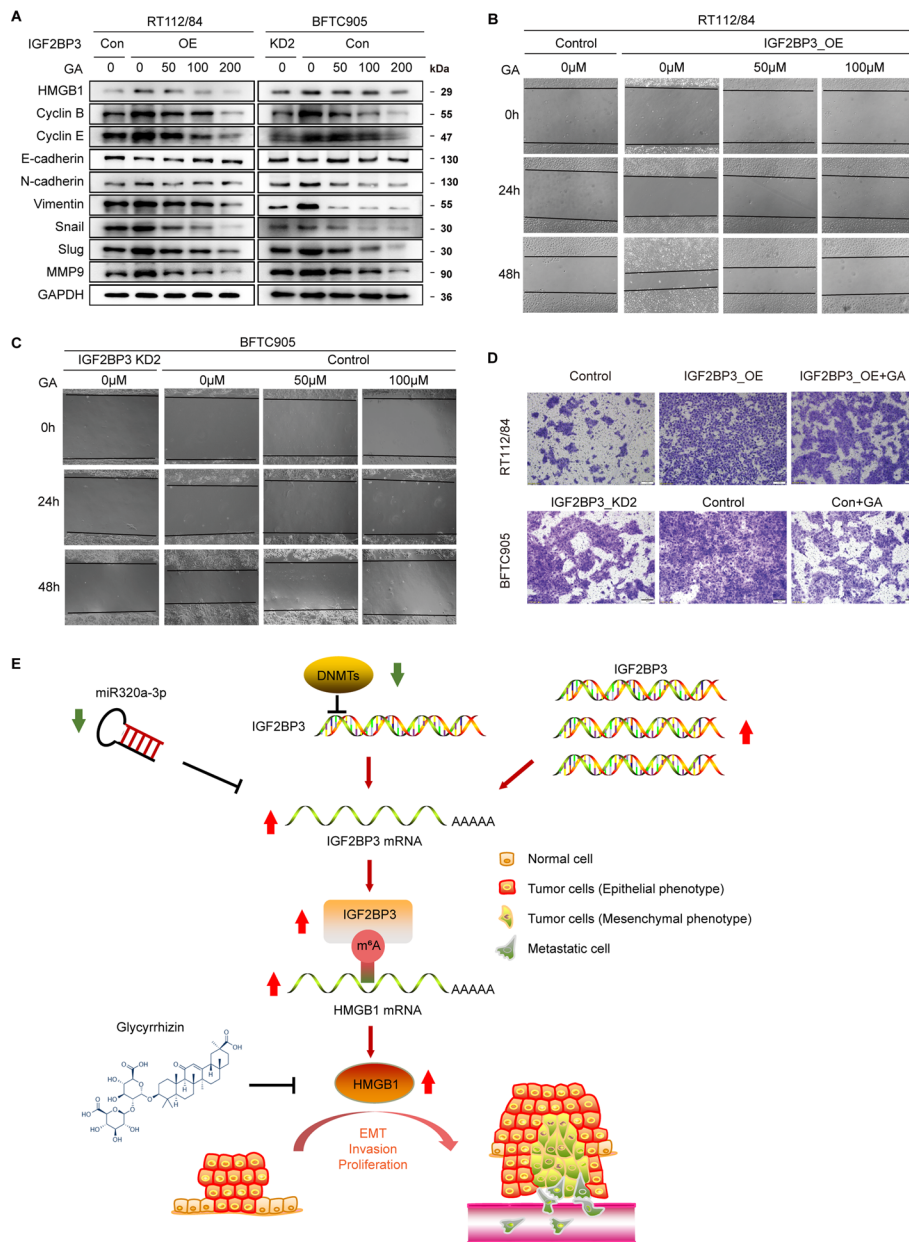 A
RT112/84 BFTC905
IGF2BP3 Con OE KD2 Con
GA 0 0 50 100 200 0 0 50 100 200 kDa
HMGB1 - 29
Cyclin B - 55
Cyclin E - 47
E-cadherin - 130
N-cadherin - 130
Vimentin - 55
Snail - 30
Slug - 30
MMP9 - 90
GAPDH - 36
B
RT112/84
Control IGF2BP3_OE
GA 0μM 0μM 50μM 100μM
0h
24h
48h
C
BFTC905
IGF2BP3 KD2 Control
GA 0μM 0μM 50μM 100μM
0h
24h
48h
D
Control IGF2BP3_OE IGF2BP3_OE+GA
RT112/84
IGF2BP3_KD2 Control Con+GA
BFTC905
E
miR320a-3p
DNMTs
IGF2BP3
IGF2BP3
AAAAA
IGF2BP3 mRNA
IGF2BP3
m⁶A
AAAAA
HMGB1 mRNA
Normal cell
Tumor cells (Epithelial phenotype)
Tumor cells (Mesenchymal phenotype)
Metastatic cell
Glycyrrhizin
HMGB1
EMT
Invasion
Proliferation